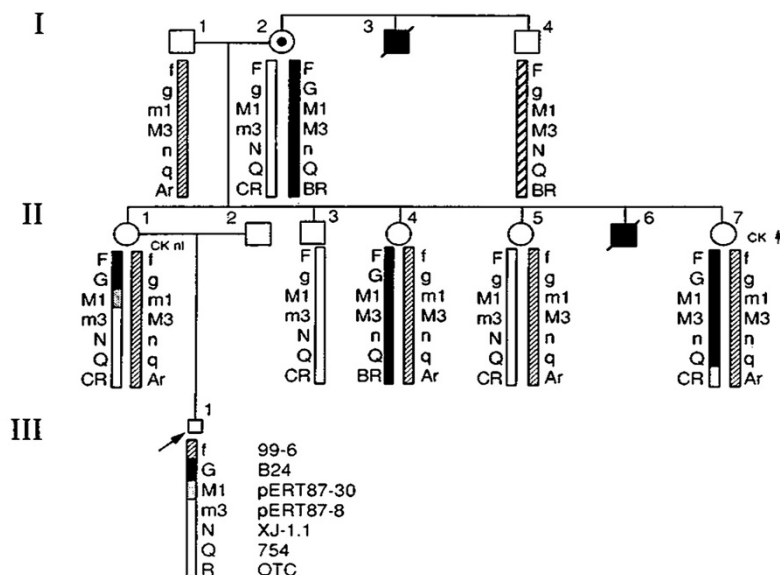 I
1 2 3 4
f F F F
g g G g
m1 M1 M1 M1
M3 m3 M3 M3
n N n N
q Q Q Q
Ar CR BR BR
II
1 2 3 4 5 6 7
CK nl CK
F f F F f F f F f
G g g G g g g G g
M1 m1 M1 M1 m1 M1 m1 M1 m1
m3 M3 m3 M3 M3 m3 M3 M3 M3
N n N n n N n n n
Q q Q Q q Q q Q q
CR Ar CR BR Ar CR Ar CR Ar
III
1
f 99-6
G B24
M1 pERT87-30
m3 pERT87-8
N XJ-1.1
Q 754
R OTC